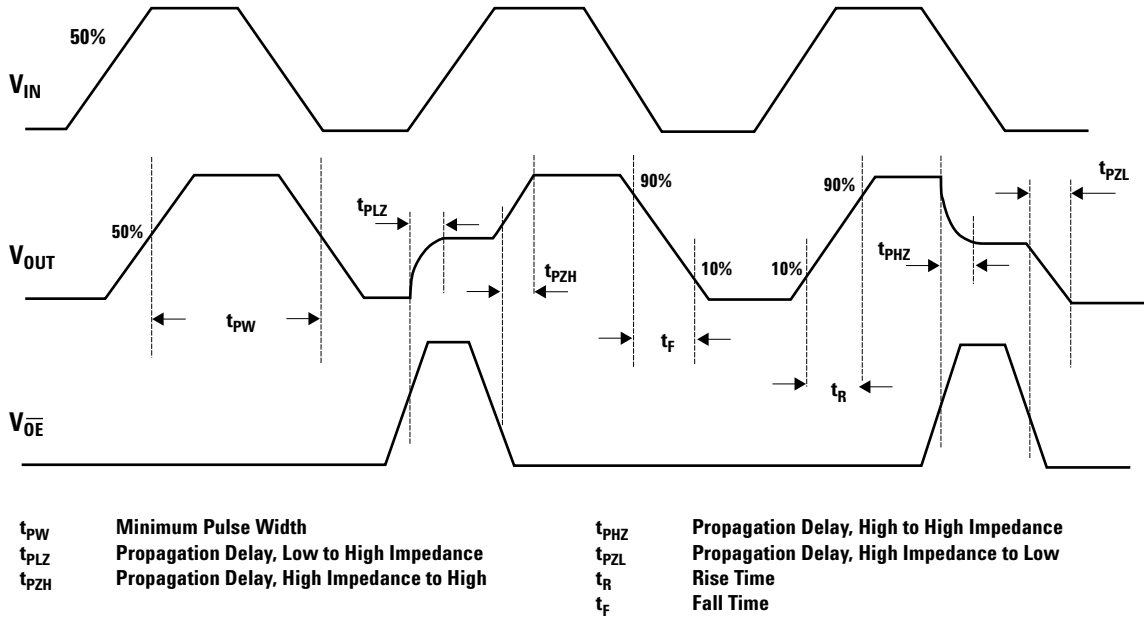 50%
VIN
tPLZ
90%
90%
tPZL
50%
VOUT
tPZH
10%
10%
tPHZ
tPW
tF
tR
VO̅E̅
tPW Minimum Pulse Width
tPLZ Propagation Delay, Low to High Impedance
tPZH Propagation Delay, High Impedance to High
tPHZ Propagation Delay, High to High Impedance
tPZL Propagation Delay, High Impedance to Low
tR Rise Time
tF Fall Time